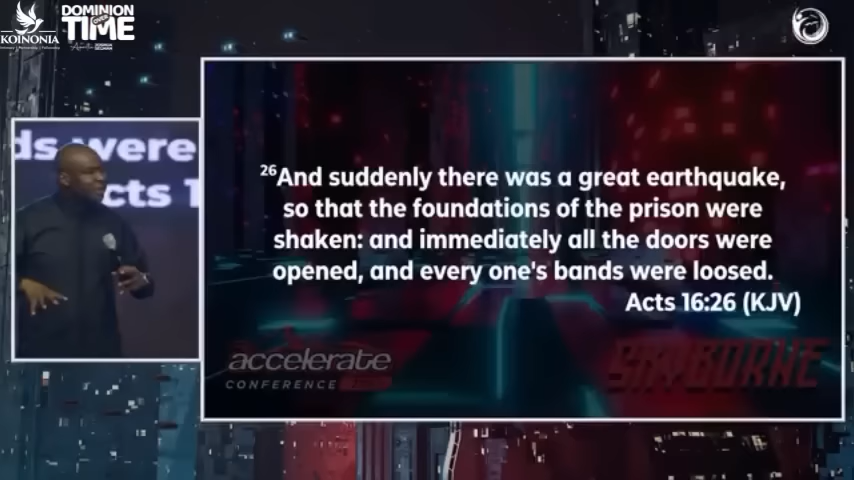 KOINONIA
DOMINION
OVER
TIME
ds were
cts 1
26And suddenly there was a great earthquake,
so that the foundations of the prison were
shaken: and immediately all the doors were
opened, and every one's bands were loosed.
Acts 16:26 (KJV)
accelerate
CONFERENCE
SKYBORNE